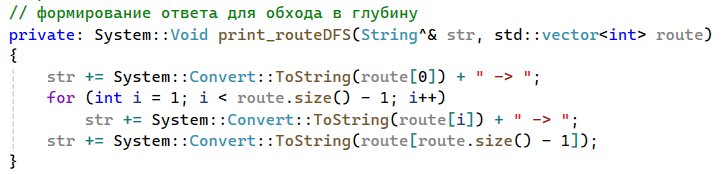 // формирование ответа для обхода в глубину
private: System::Void print_routeDFS(String^& str, std::vector<int> route)
{
    str += System::Convert::ToString(route[0]) + " -> ";
    for (int i = 1; i < route.size() - 1; i++)
        str += System::Convert::ToString(route[i]) + " -> ";
    str += System::Convert::ToString(route[route.size() - 1]);
}